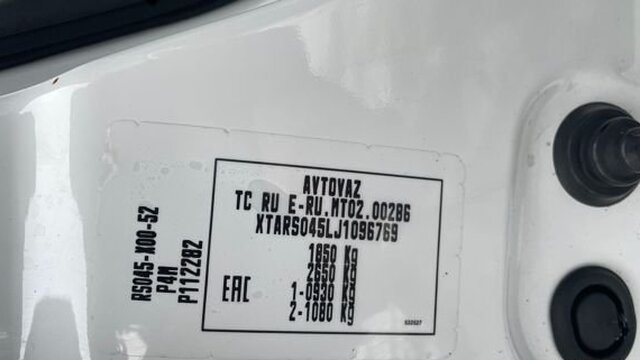 AVTOVAZ
TC RU E-RU.MT02.00286
XTARS045LJ1096769
1850 Kg
2650 Kg
1-0930 Kg
2-1080 Kg
EAC
RS045-X00-52
P4M
P112282